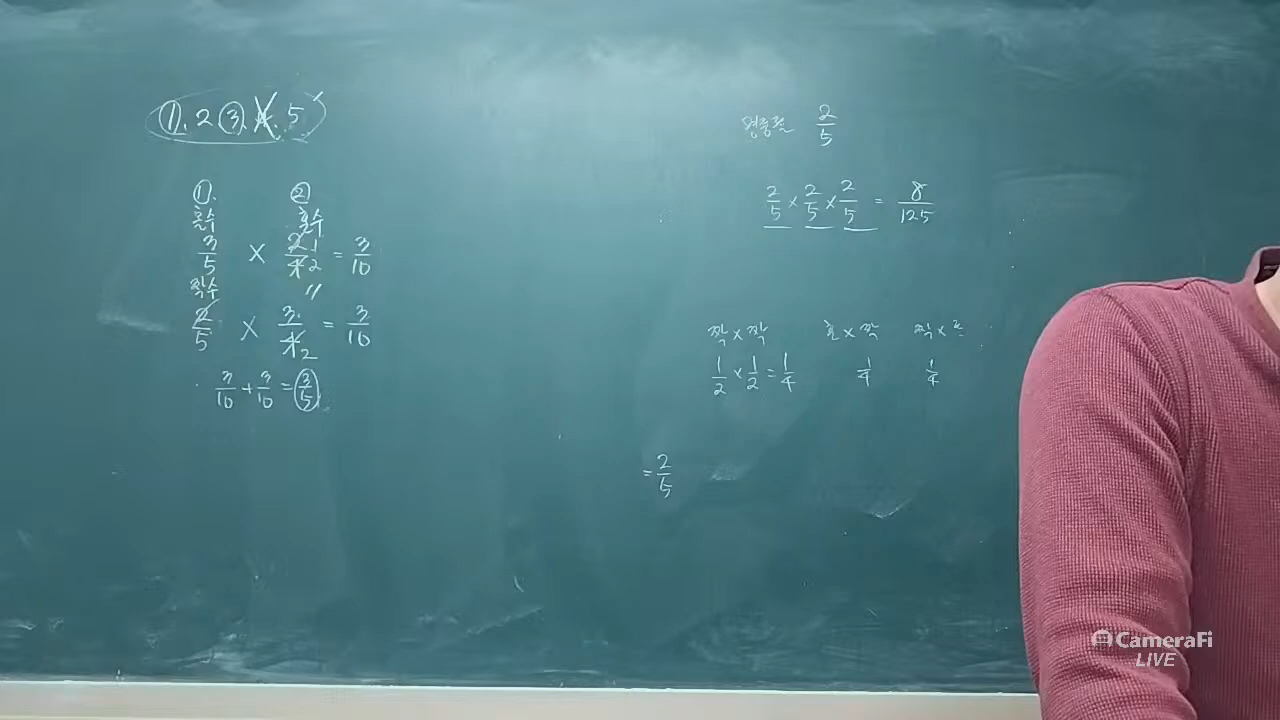 ①, 2 ③, 4, 5
① ②
홀수 홀수
3/5 × 2/4 1/2 = 3/10
짝수 〃
2/5 × 3/4 2 = 3/10
3/10 + 3/10 = 3/5
명중률 2/5
2/5 × 2/5 × 2/5 = 8/125
짝×짝 홀×짝 짝×홀
1/2 × 1/2 = 1/4 1/4 1/4
= 2/5
CameraFi
LIVE